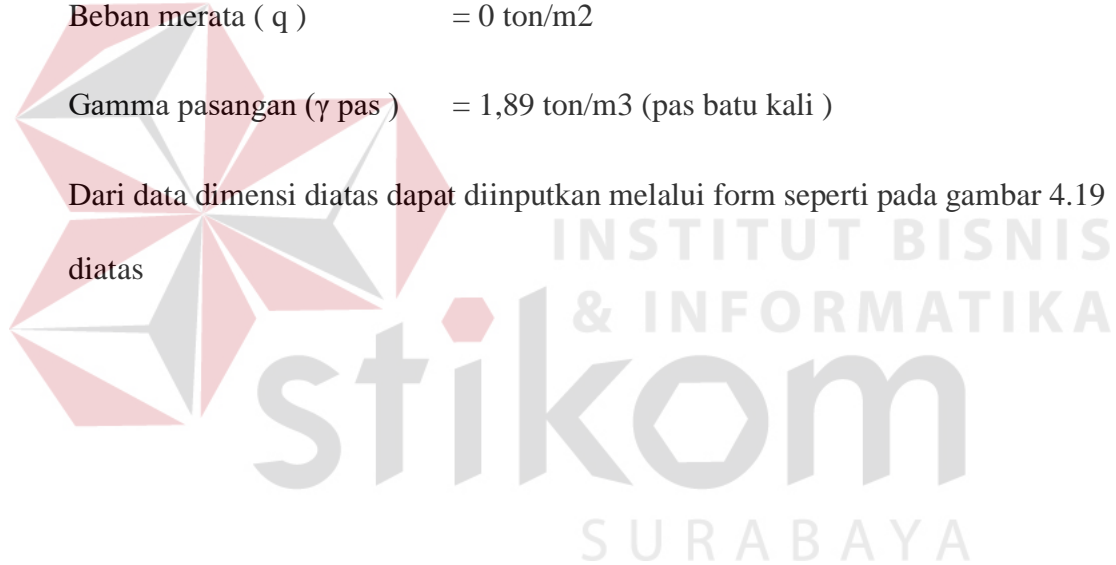 Beban merata ( q ) = 0 ton/m2
Gamma pasangan (γ pas ) = 1,89 ton/m3 (pas batu kali )
Dari data dimensi diatas dapat diinputkan melalui form seperti pada gambar 4.19
diatas
INSTITUT BISNIS
& INFORMATIKA
stikom
SURABAYA